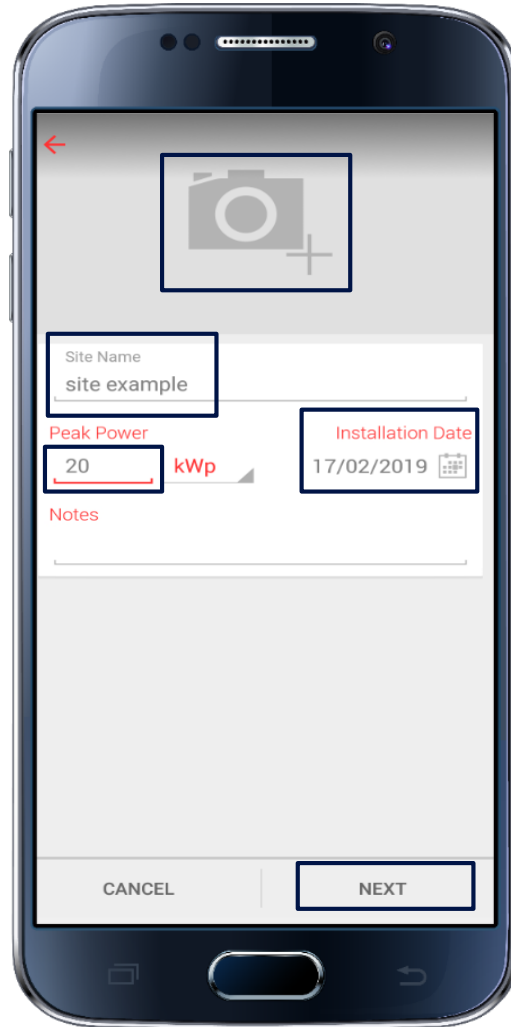 Site Name
site example
Peak Power Installation Date
20 kWp 17/02/2019
Notes
CANCEL NEXT